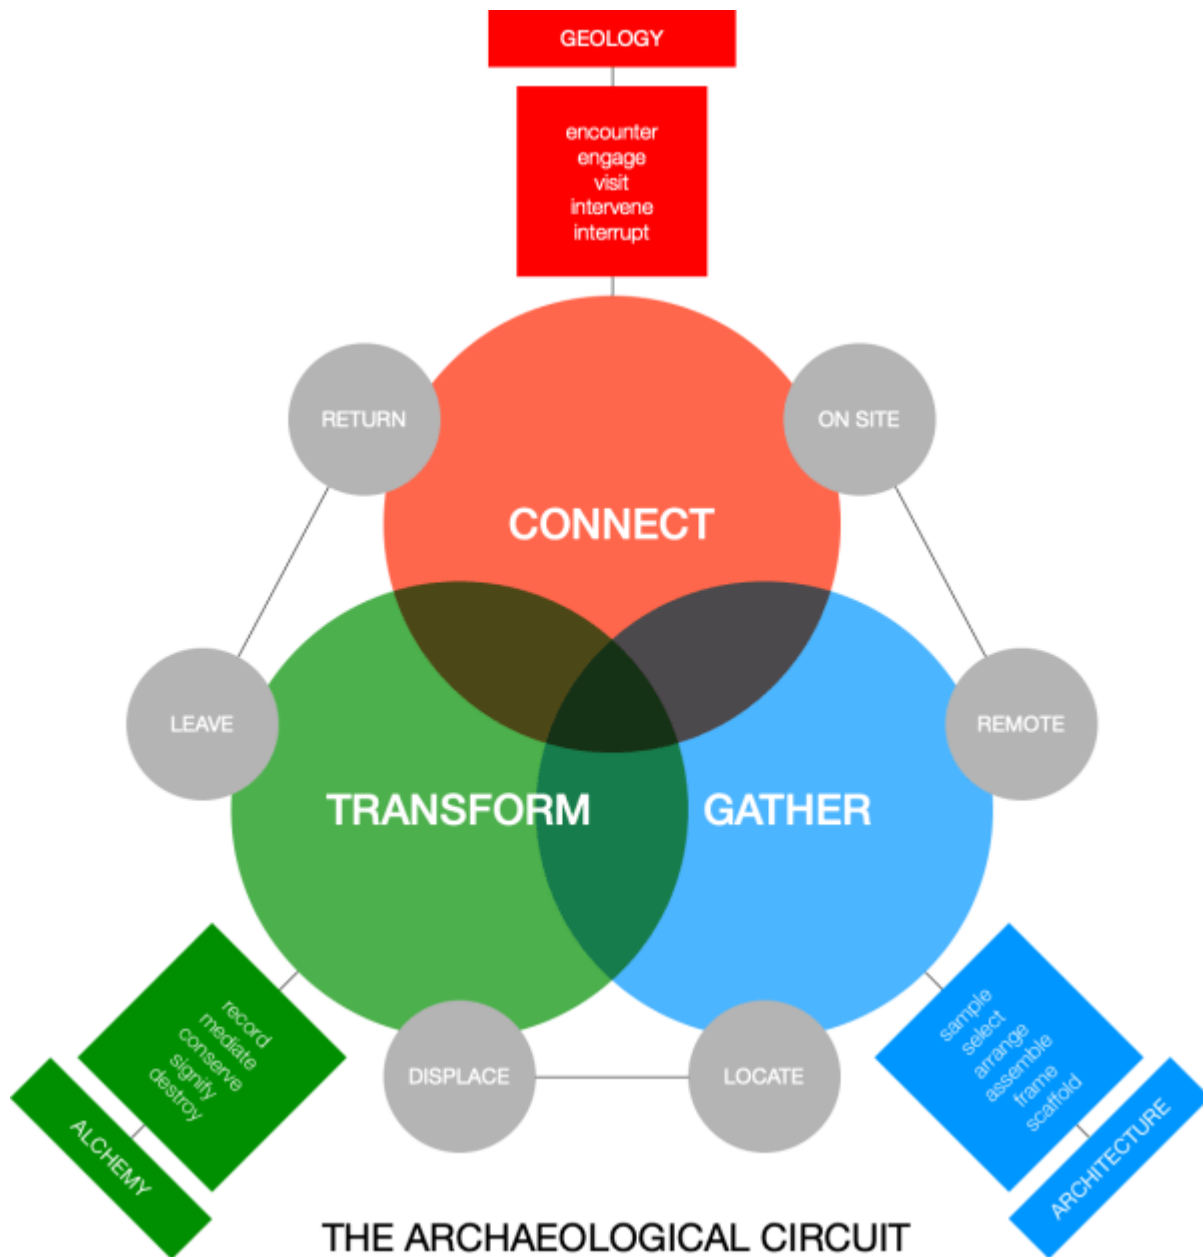 GEOLOGY
encounter
engage
visit
intervene
interrupt
RETURN
ON SITE
CONNECT
LEAVE
REMOTE
TRANSFORM
GATHER
record
mediate
conserve
signify
destroy
ALCHEMY
DISPLACE
LOCATE
sample
select
arrange
assemble
frame
scaffold
ARCHITECTURE
THE ARCHAEOLOGICAL CIRCUIT